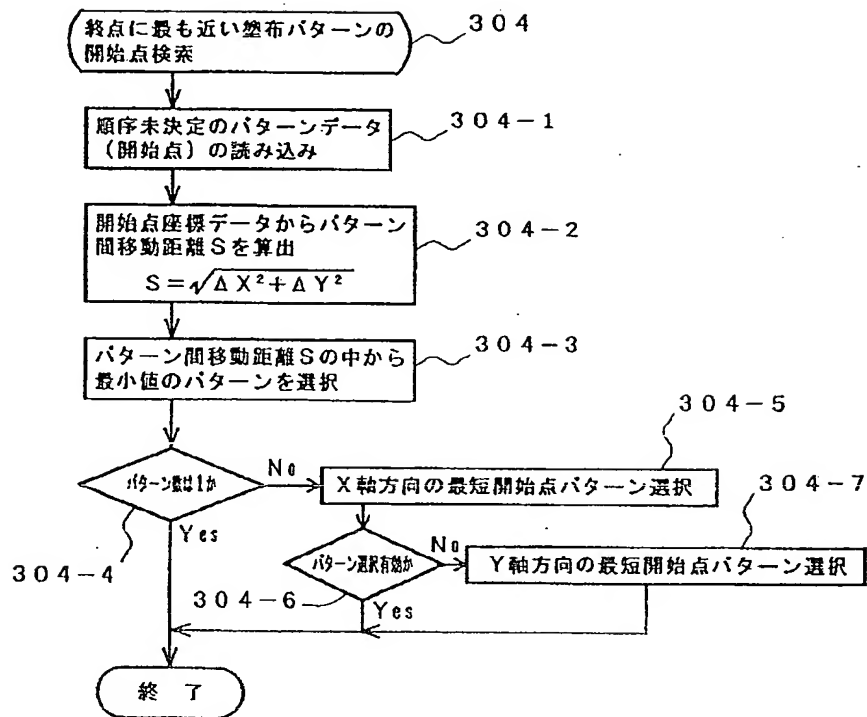 終点に最も近い塗布パターンの
開始点検索
304
順序未決定のパターンデータ
（開始点）の読み込み
304-1
開始点座標データからパターン
間移動距離Sを算出
S=√ΔX²+ΔY²
304-2
パターン間移動距離Sの中から
最小値のパターンを選択
304-3
パターン数は1か
No
Yes
304-4
X軸方向の最短開始点パターン選択
304-5
パターン選択有効か
No
Yes
304-6
Y軸方向の最短開始点パターン選択
304-7
終 了